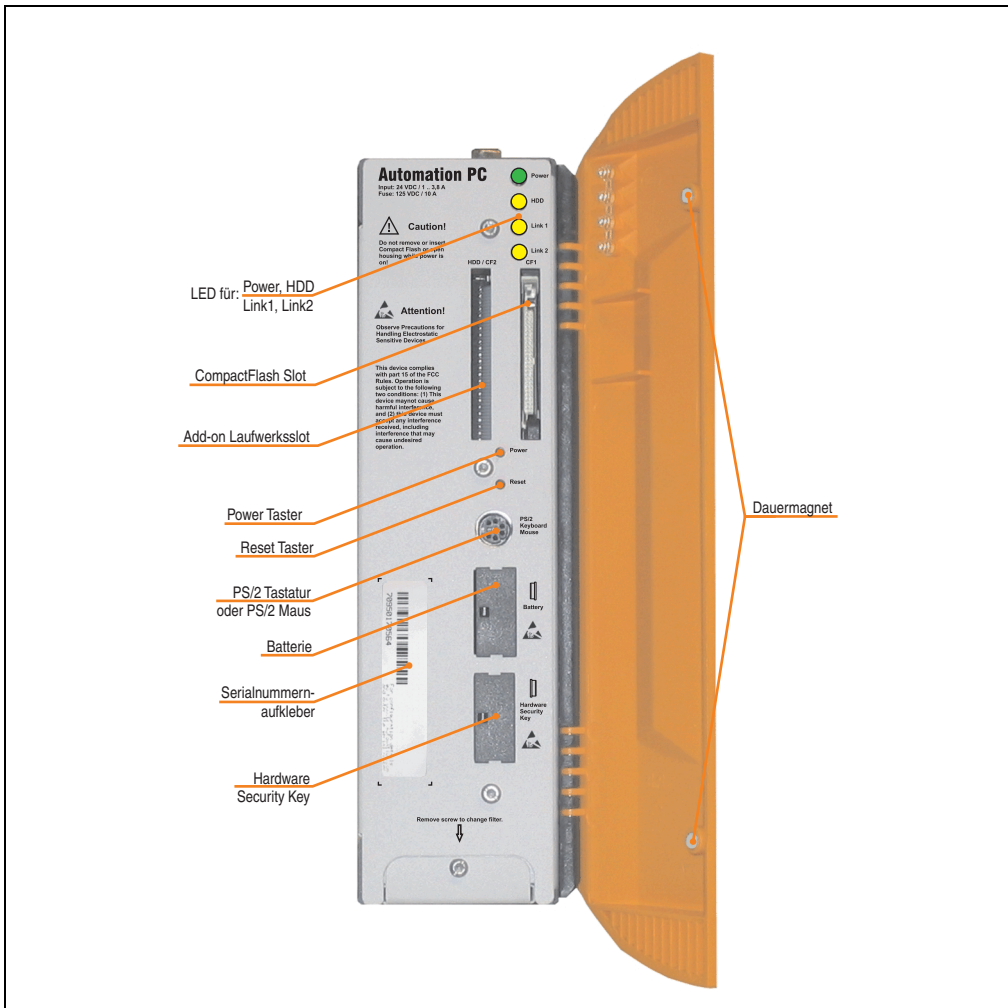 Automation PC
Input: 24 VDC / 1 .. 3,8 A
Fuse: 125 VDC / 10 A
Power
HDD
Link 1
Link 2
Caution!
Do not remove or insert
Compact Flash or open
housing while power is
on!
HDD / CF2
CF1
Attention!
Observe Precautions for
Handling Electrostatic
Sensitive Devices
This device complies
with part 15 of the FCC
Rules. Operation is
subject to the following
two conditions: (1) This
device maynot cause
harmful interference,
and (2) this device must
accept any interference
received, including
interference that may
cause undesired
operation.
Power
Reset
PS/2
Keyboard
Mouse
Battery
Hardware
Security
Key
Remove screw to change filter.
LED für: Power, HDD
Link1, Link2
CompactFlash Slot
Add-on Laufwerksslot
Power Taster
Reset Taster
PS/2 Tastatur
oder PS/2 Maus
Batterie
Serialnummern-
aufkleber
Hardware
Security Key
Dauermagnet